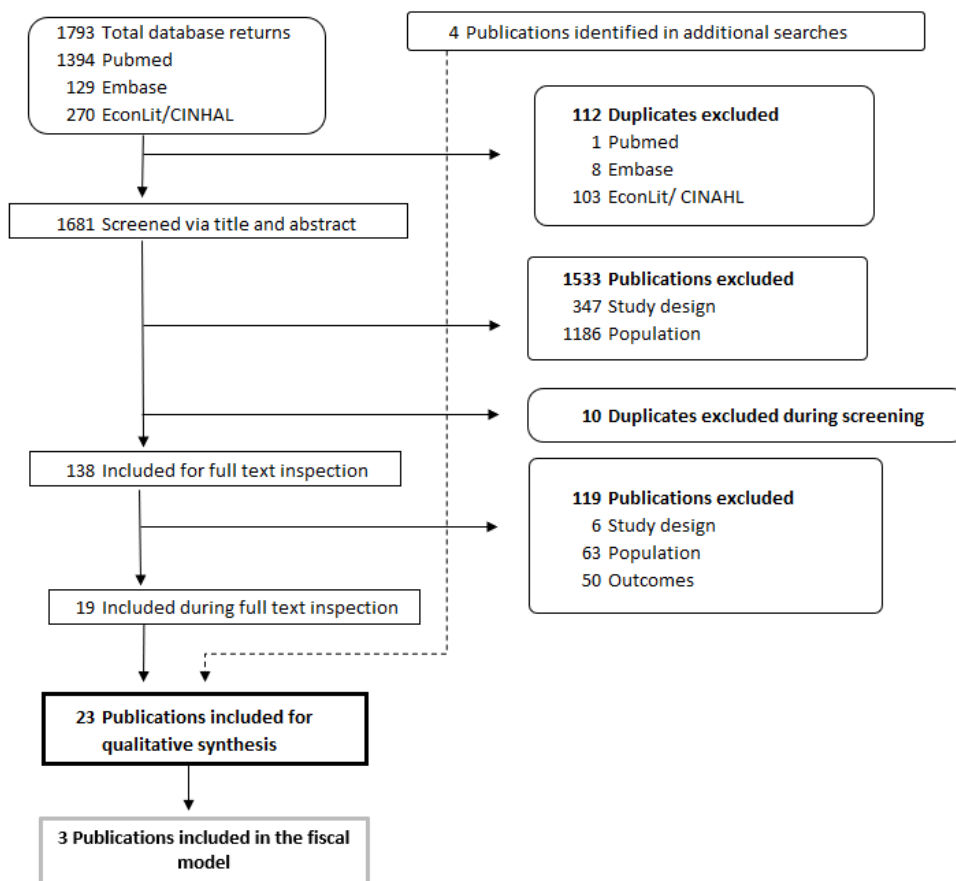 1793 Total database returns
1394 Pubmed
129 Embase
270 EconLit/CINHAL
4 Publications identified in additional searches
112 Duplicates excluded
1 Pubmed
8 Embase
103 EconLit/ CINAHL
1681 Screened via title and abstract
1533 Publications excluded
347 Study design
1186 Population
10 Duplicates excluded during screening
138 Included for full text inspection
119 Publications excluded
6 Study design
63 Population
50 Outcomes
19 Included during full text inspection
23 Publications included for
qualitative synthesis
3 Publications included in the fiscal
model